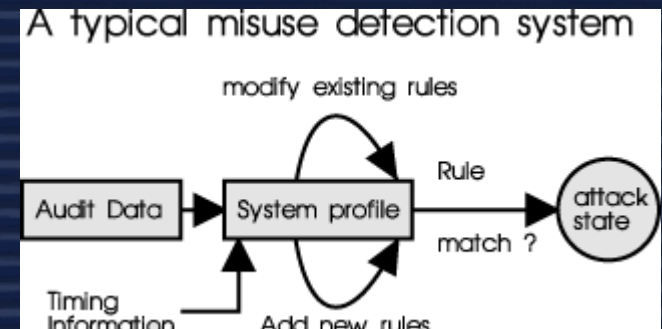 A typical misuse detection system
modify existing rules
Audit Data
System profile
Rule
match ?
attack
state
Timing
Information
Add new rules